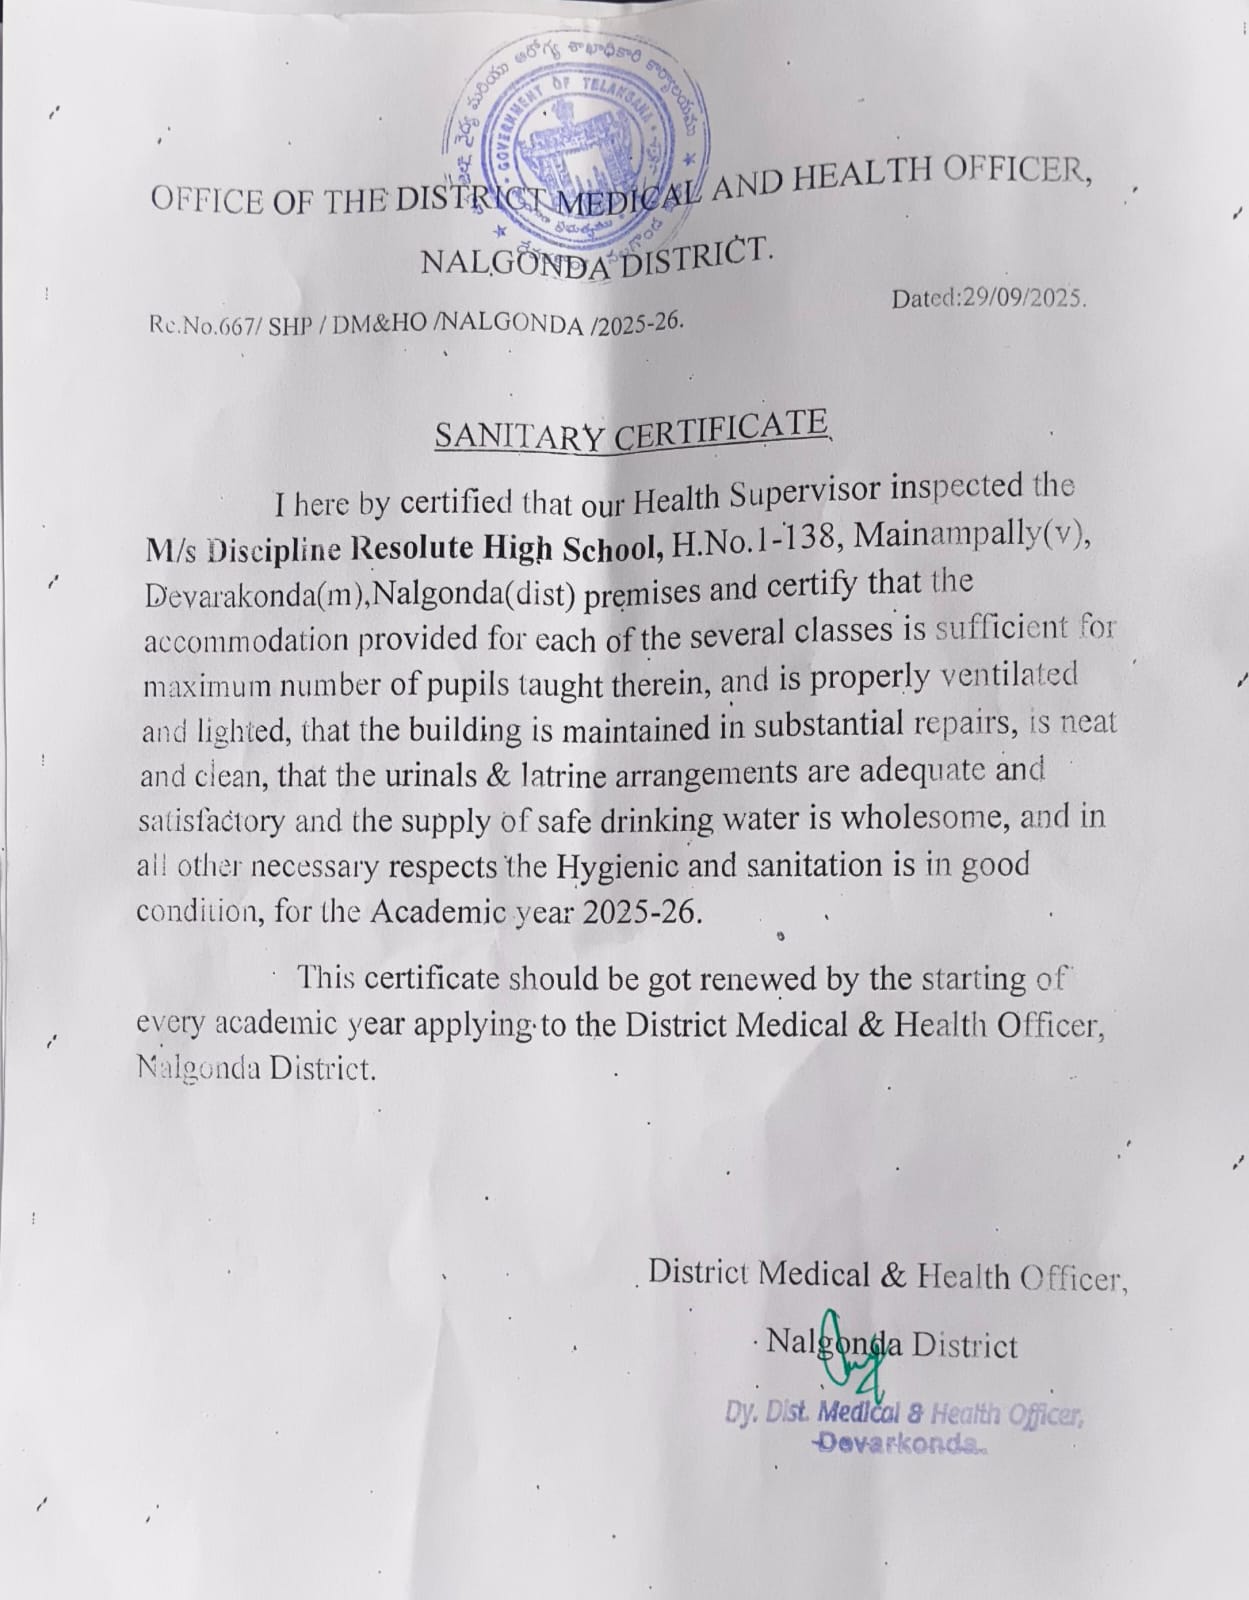 మరియు ఆరోగ్య శాఖాధికారి కార్యాలయము
GOVERNMENT OF TELANGANA
OFFICE OF THE DISTRICT MEDICAL AND HEALTH OFFICER,
NALGONDA DISTRICT.
Dated:29/09/2025.
Rc.No.667/ SHP / DM&HO /NALGONDA /2025-26.
SANITARY CERTIFICATE
I here by certified that our Health Supervisor inspected the
M/s Discipline Resolute High School, H.No.1-138, Mainampally(v),
Devarakonda(m),Nalgonda(dist) premises and certify that the
accommodation provided for each of the several classes is sufficient for
maximum number of pupils taught therein, and is properly ventilated
and lighted, that the building is maintained in substantial repairs, is neat
and clean, that the urinals & latrine arrangements are adequate and
satisfactory and the supply of safe drinking water is wholesome, and in
all other necessary respects the Hygienic and sanitation is in good
condition, for the Academic year 2025-26.
This certificate should be got renewed by the starting of
every academic year applying to the District Medical & Health Officer,
Nalgonda District.
District Medical & Health Officer,
Nalgonda District
Dy. Dist. Medical & Health Officer,
Devarkonda.